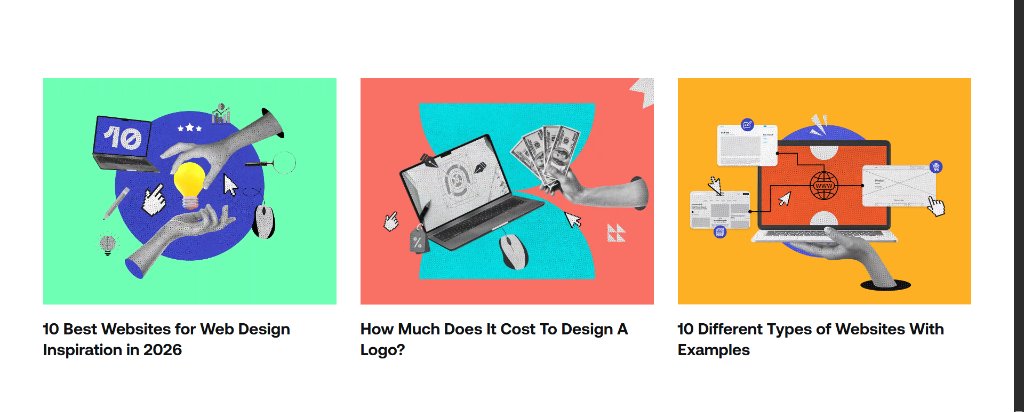 10
WWW
10 Best Websites for Web Design
Inspiration in 2026
How Much Does It Cost To Design A
Logo?
10 Different Types of Websites With
Examples